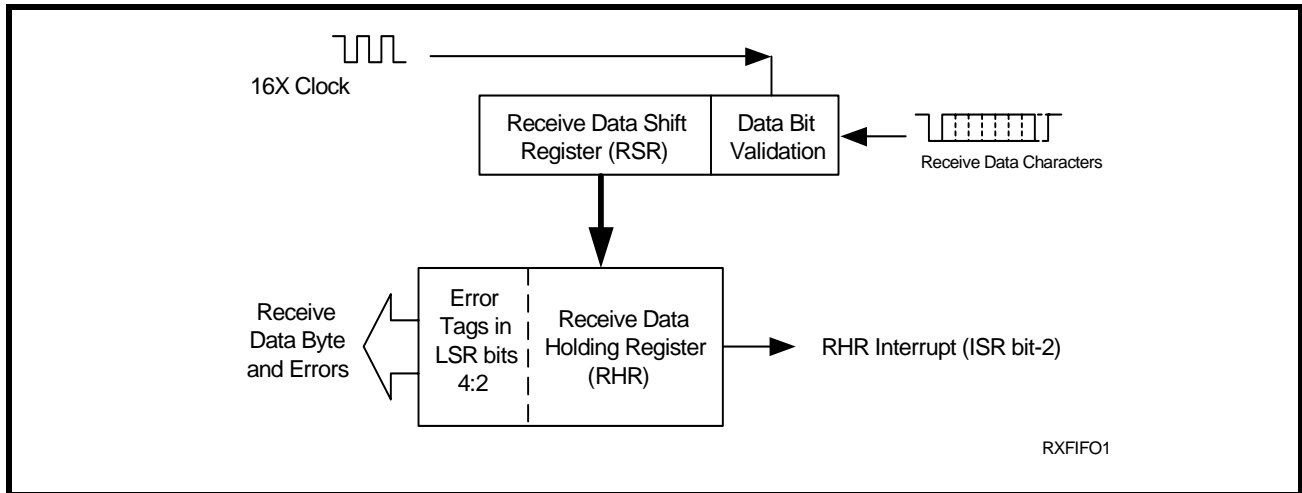 16X Clock
Receive Data Shift
Register (RSR)
Data Bit
Validation
Receive Data Characters
Receive
Data Byte
and Errors
Error
Tags in
LSR bits
4:2
Receive Data
Holding Register
(RHR)
RHR Interrupt (ISR bit-2)
RXFIFO1